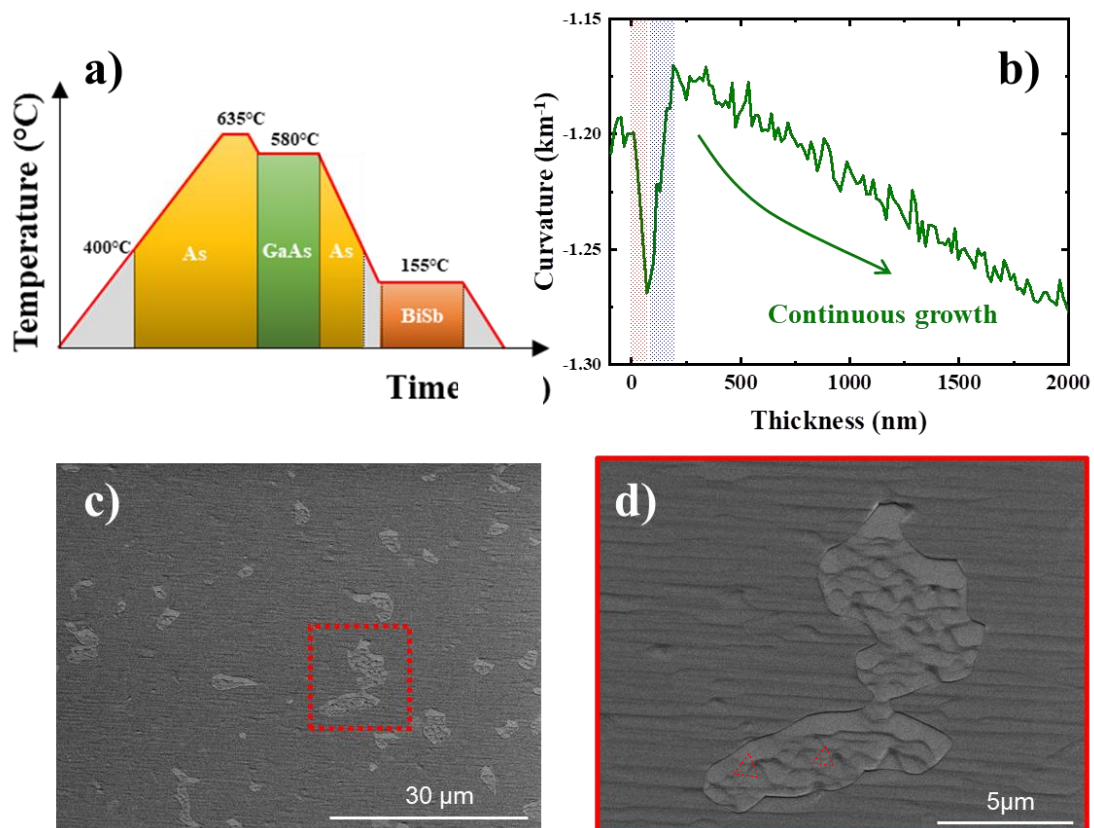 a)
Temperature (°C)
635°C
580°C
400°C
As
GaAs
As
155°C
BiSb
Time
)
b)
-1.15
-1.20
-1.25
-1.30
Curvature (km⁻¹)
Continuous growth
0
500
1000
1500
2000
Thickness (nm)
c)
30 µm
d)
5µm